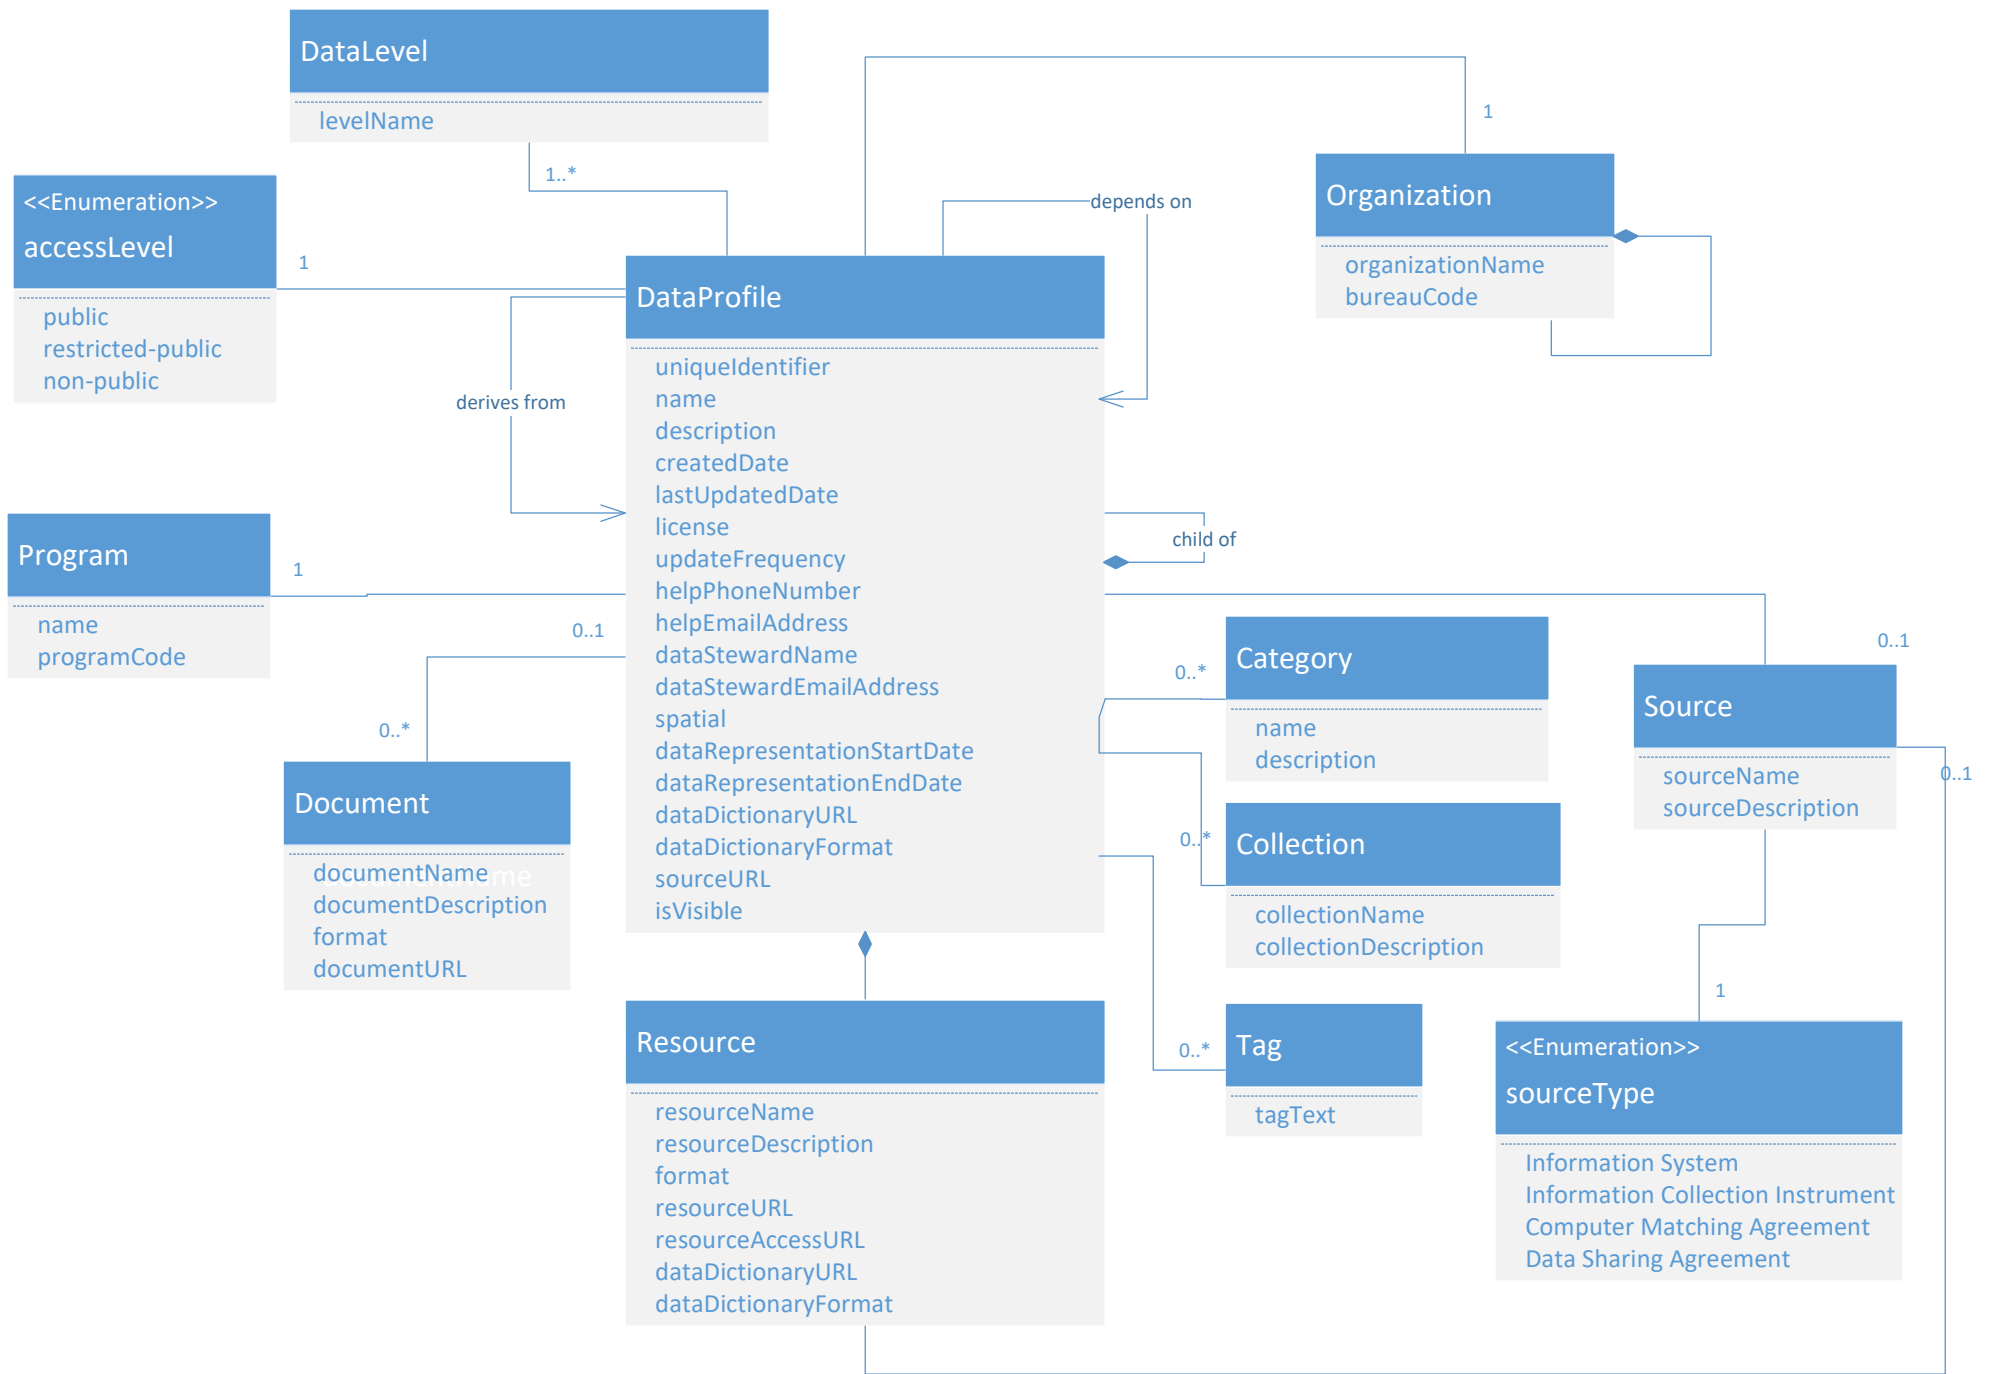 DataLevel
levelName
1..*
<<Enumeration>>
accessLevel
public
restricted-public
non-public
1
depends on
1
Organization
organizationName
bureauCode
derives from
DataProfile
uniqueIdentifier
name
description
createdDate
lastUpdatedDate
license
updateFrequency
helpPhoneNumber
helpEmailAddress
dataStewardName
dataStewardEmailAddress
spatial
dataRepresentationStartDate
dataRepresentationEndDate
dataDictionaryURL
dataDictionaryFormat
sourceURL
isVisible
child of
Program
name
programCode
1
0..1
0..*
Document
documentName
documentName
documentDescription
format
documentURL
0..*
Category
name
description
0..*
Collection
collectionName
collectionDescription
0..1
Source
sourceName
sourceDescription
0..1
Resource
resourceName
resourceDescription
format
resourceURL
resourceAccessURL
dataDictionaryURL
dataDictionaryFormat
0..*
Tag
tagText
1
<<Enumeration>>
sourceType
Information System
Information Collection Instrument
Computer Matching Agreement
Data Sharing Agreement